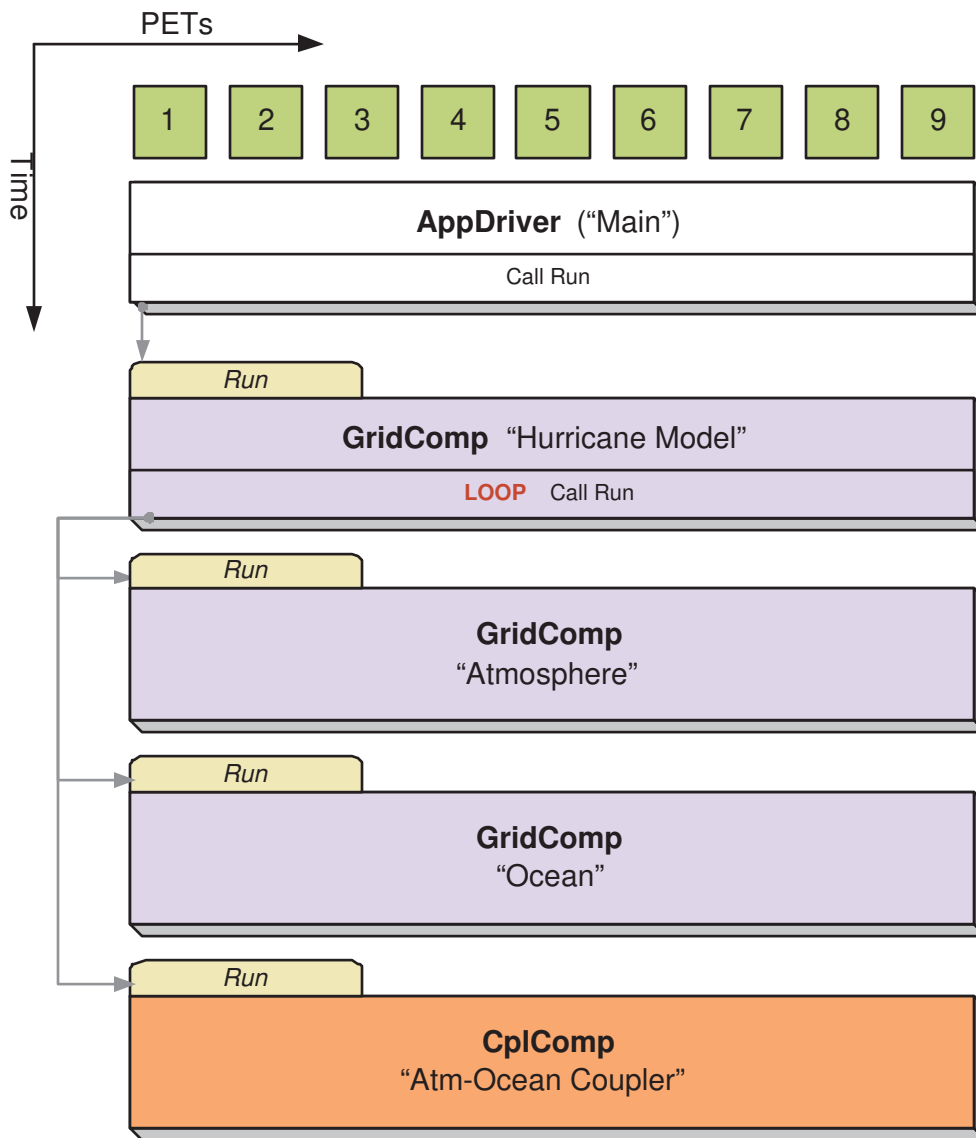 PETs
Time
1 2 3 4 5 6 7 8 9
AppDriver (“Main”)
Call Run
Run
GridComp “Hurricane Model”
LOOP Call Run
Run
GridComp
“Atmosphere”
Run
GridComp
“Ocean”
Run
CplComp
“Atm-Ocean Coupler”